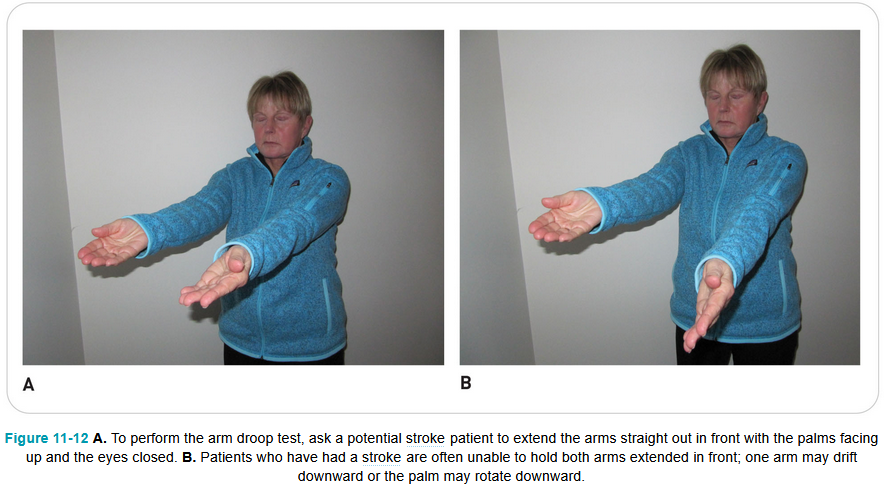 A
B
Figure 11-12 A. To perform the arm droop test, ask a potential stroke patient to extend the arms straight out in front with the palms facing
up and the eyes closed. B. Patients who have had a stroke are often unable to hold both arms extended in front; one arm may drift
downward or the palm may rotate downward.